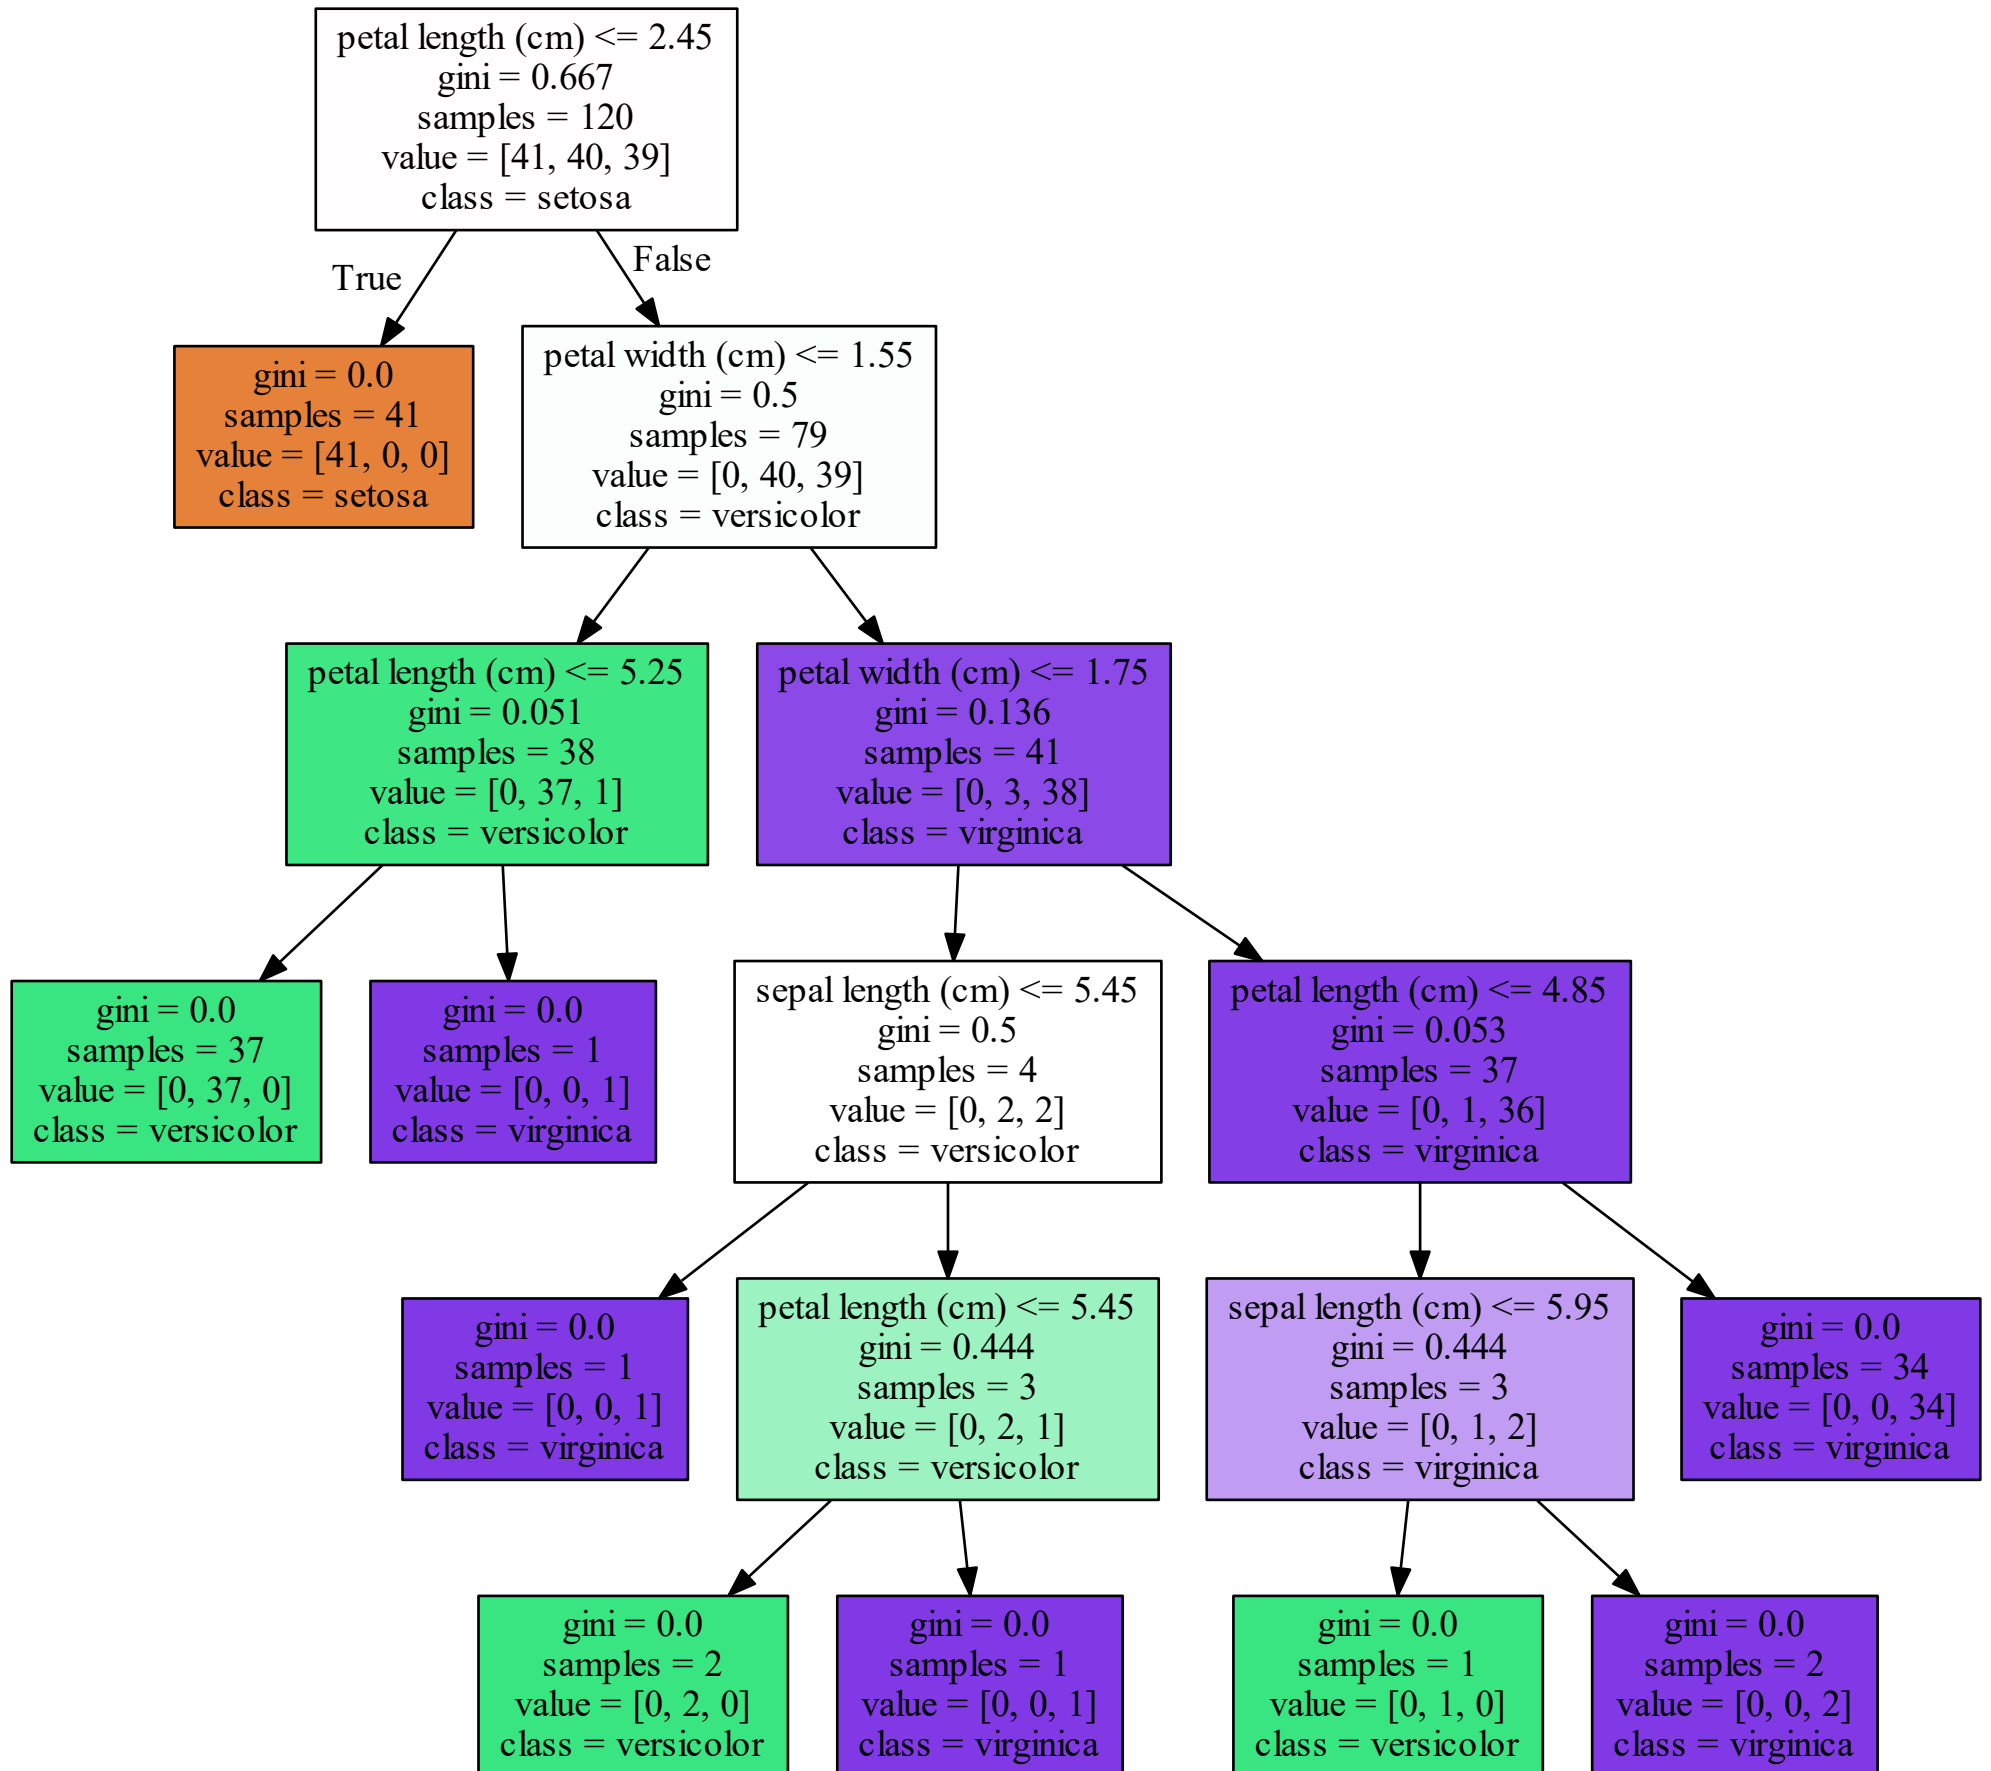 petal length (cm) <= 2.45
gini = 0.667
samples = 120
value = [41, 40, 39]
class = setosa
True
False
gini = 0.0
samples = 41
value = [41, 0, 0]
class = setosa
petal width (cm) <= 1.55
gini = 0.5
samples = 79
value = [0, 40, 39]
class = versicolor
petal length (cm) <= 5.25
gini = 0.051
samples = 38
value = [0, 37, 1]
class = versicolor
petal width (cm) <= 1.75
gini = 0.136
samples = 41
value = [0, 3, 38]
class = virginica
gini = 0.0
samples = 37
value = [0, 37, 0]
class = versicolor
gini = 0.0
samples = 1
value = [0, 0, 1]
class = virginica
sepal length (cm) <= 5.45
gini = 0.5
samples = 4
value = [0, 2, 2]
class = versicolor
petal length (cm) <= 4.85
gini = 0.053
samples = 37
value = [0, 1, 36]
class = virginica
gini = 0.0
samples = 1
value = [0, 0, 1]
class = virginica
petal length (cm) <= 5.45
gini = 0.444
samples = 3
value = [0, 2, 1]
class = versicolor
sepal length (cm) <= 5.95
gini = 0.444
samples = 3
value = [0, 1, 2]
class = virginica
gini = 0.0
samples = 34
value = [0, 0, 34]
class = virginica
gini = 0.0
samples = 2
value = [0, 2, 0]
class = versicolor
gini = 0.0
samples = 1
value = [0, 0, 1]
class = virginica
gini = 0.0
samples = 1
value = [0, 1, 0]
class = versicolor
gini = 0.0
samples = 2
value = [0, 0, 2]
class = virginica